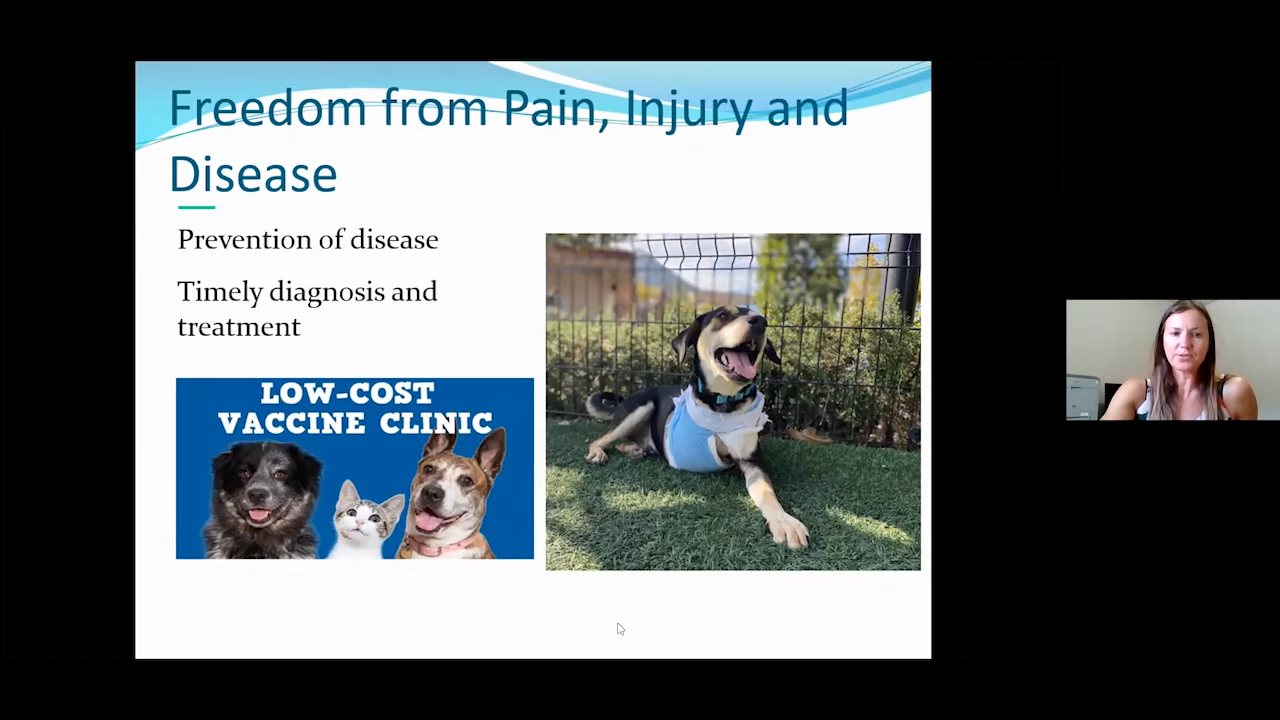 Freedom from Pain, Injury and
Disease
Prevention of disease
Timely diagnosis and
treatment
LOW-COST
VACCINE CLINIC